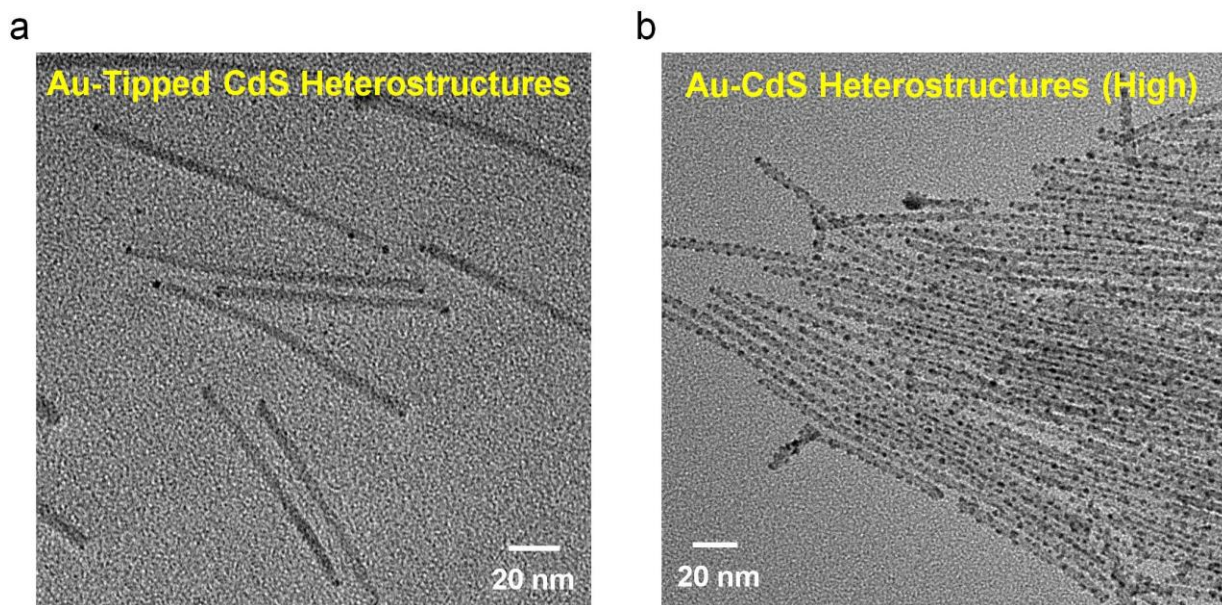 a
b
Au-Tipped CdS Heterostructures
Au-CdS Heterostructures (High)
20 nm
20 nm